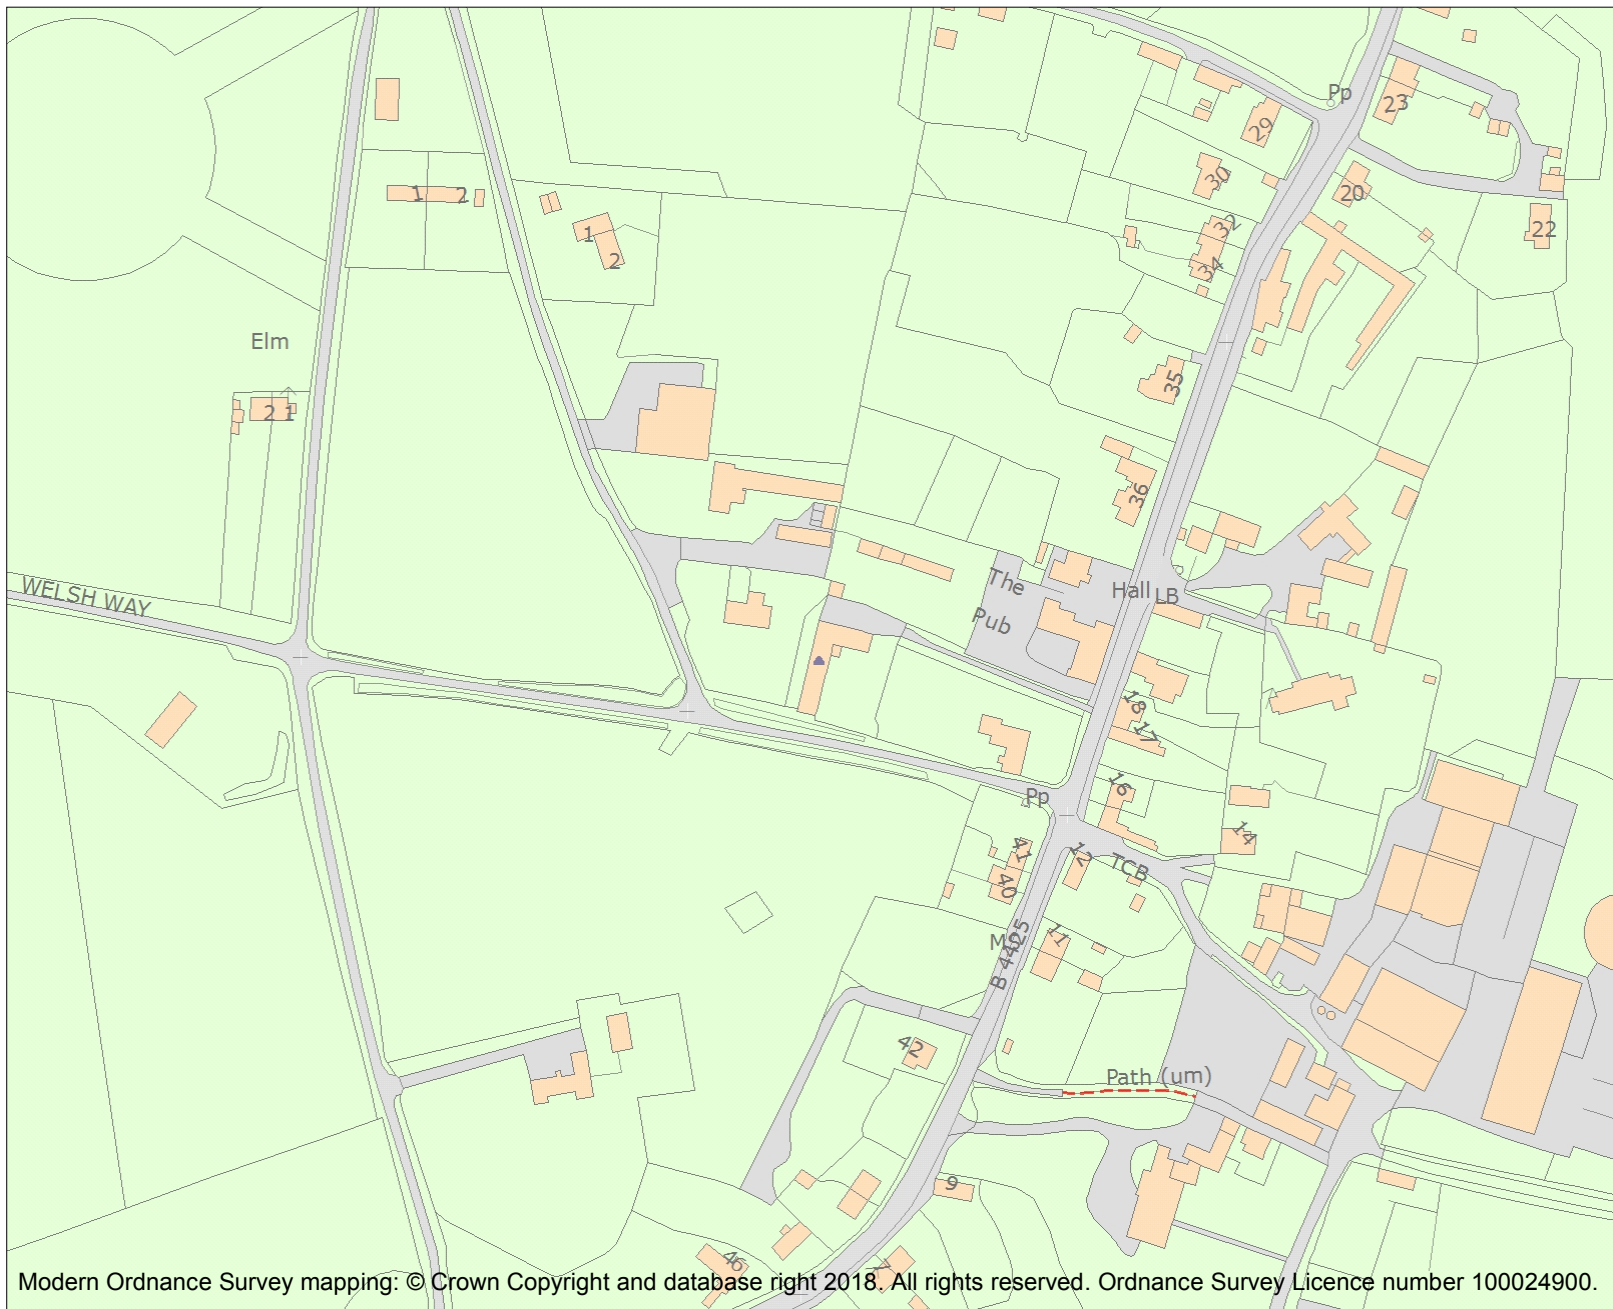 Pp
23
29
30
20
1 2
32
22
1
2
34
Elm
35
2 1
36
The
Pub
Hall
LB
WELSH WAY
18
17
16
Pp
14
41
12
TCB
40
11
B 4425
42
Path (um)
9
46
Modern Ordnance Survey mapping: © Crown Copyright and database right 2018. All rights reserved. Ordnance Survey Licence number 100024900.